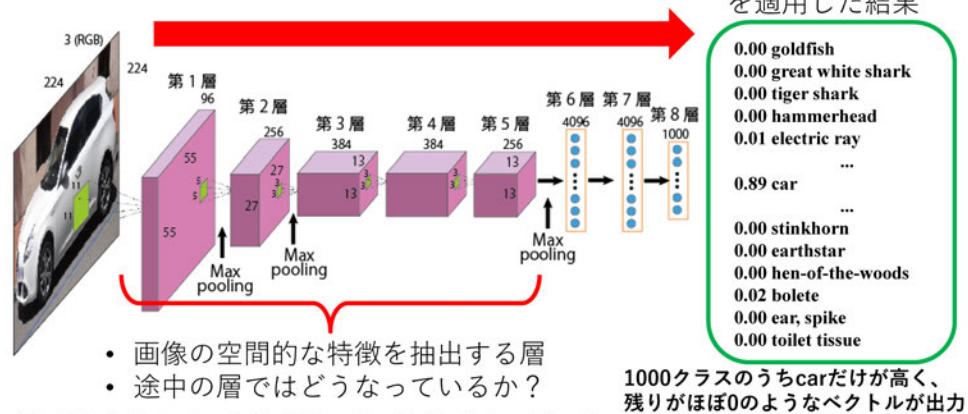 を適用した結果
3 (RGB)
224
224
11
11
第1層
96
55
55
5
5
Max
pooling
第2層
256
27
27
3
3
Max
pooling
第3層
384
13
13
3
3
第4層
384
3
3
第5層
256
13
13
Max
pooling
第6層
4096
第7層
4096
第8層
1000
0.00 goldfish
0.00 great white shark
0.00 tiger shark
0.00 hammerhead
0.01 electric ray
...
0.89 car
...
0.00 stinkhorn
0.00 earthstar
0.00 hen-of-the-woods
0.02 bolete
0.00 ear, spike
0.00 toilet tissue
• 画像の空間的な特徴を抽出する層
• 途中の層ではどうなっているか？
1000クラスのうちcarだけが高く、
残りがほぼ0のようなベクトルが出力